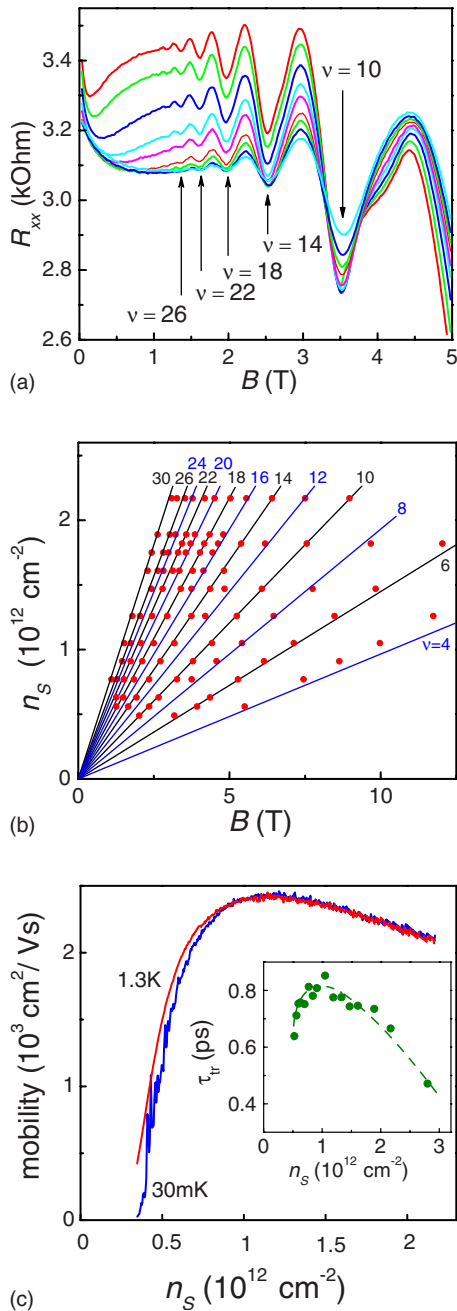 3.4
3.2
3.0
2.8
2.6
R_xx (kOhm)
ν = 10
ν = 14
ν = 18
ν = 22
ν = 26
0 1 2 3 4 5
(a) B (T)
24 20
30 26 22 18 16 14 12 10
8
6
ν=4
2
1
0
n_S (10^12 cm^-2)
0 5 10
(b) B (T)
2
1
0
mobility (10^3 cm^2/ Vs)
1.3K
30mK
0.8
0.6
0.4
τ_tr (ps)
0 1 2 3
n_S (10^12 cm^-2)
0 0.5 1 1.5 2
(c) n_S (10^12 cm^-2)